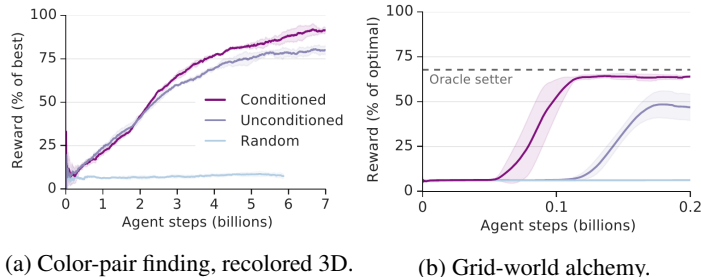 100
75
50
25
0
Reward (% of best)
Conditioned
Unconditioned
Random
0 1 2 3 4 5 6 7
Agent steps (billions)
(a) Color-pair finding, recolored 3D.
100
75
50
25
0
Reward (% of optimal)
Oracle setter
0 0.1 0.2
Agent steps (billions)
(b) Grid-world alchemy.